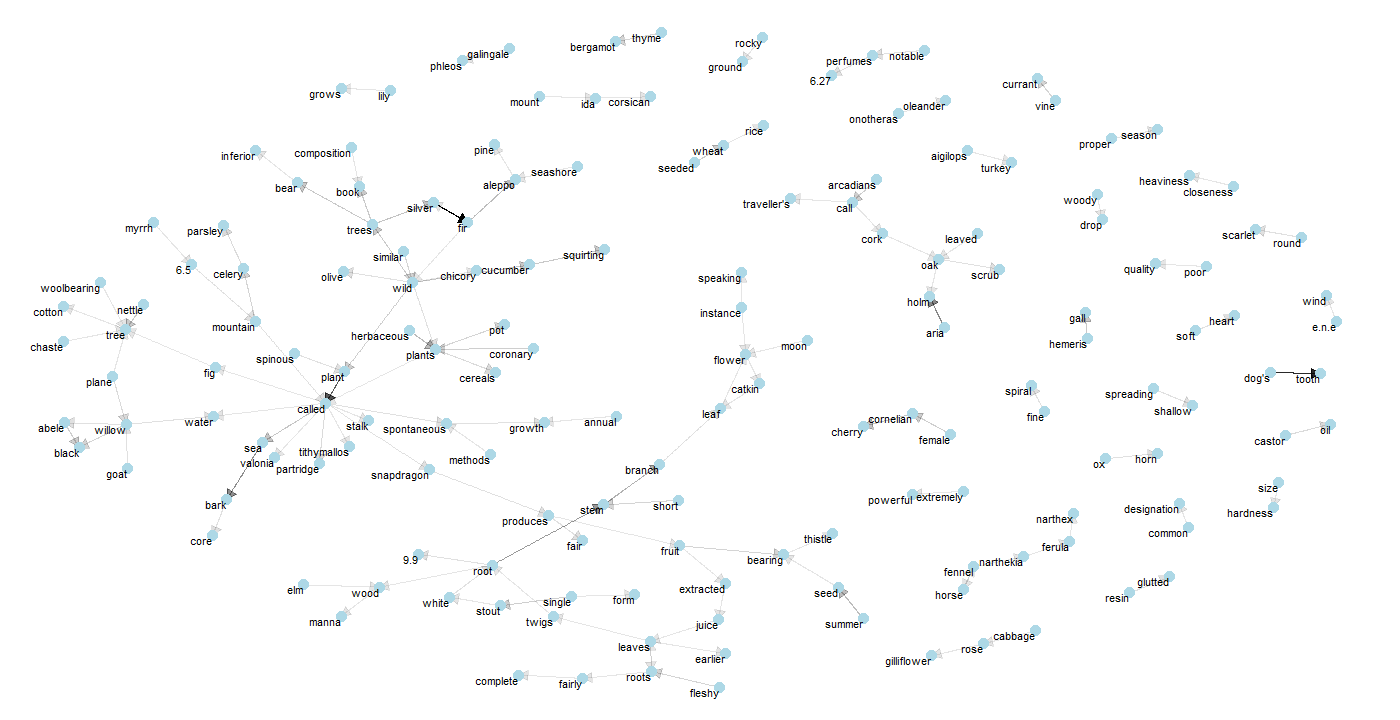 thyme
bergamot
rocky
galingale
notable
phleos
ground
perfumes
6.27
currant
grows
lily
mount
ida
corsican
oleander
vine
onotheras
rice
proper
season
pine
wheat
inferior
composition
seeded
aigilops
turkey
seashore
aleppo
bear
book
arcadians
heaviness
closeness
traveller's
call
woody
silver
drop
myrrh
parsley
trees
fir
cork
leaved
scarlet
round
similar
squirting
6.5
celery
olive
chicory
cucumber
oak
scrub
quality
poor
woolbearing
wild
speaking
cotton
nettle
holm
wind
instance
gall
heart
mountain
tree
herbaceous
pot
aria
soft
e.n.e
chaste
hemeris
spinous
plants
coronary
flower
moon
fig
plant
cereals
dog's
tooth
plane
catkin
spiral
spreading
called
leaf
shallow
abele
willow
water
stalk
spontaneous
growth
annual
cornelian
fine
cherry
female
castor
oil
black
sea
valonia
partridge
tithymallos
methods
goat
snapdragon
branch
ox
horn
size
bark
stem
short
powerful
extremely
designation
hardness
produces
narthex
common
core
fair
fruit
thistle
ferula
9.9
root
bearing
narthekia
fennel
elm
wood
extracted
seed
horse
glutted
white
stout
single
form
resin
manna
twigs
juice
summer
leaves
cabbage
earlier
gilliflower
rose
complete
fairly
roots
fleshy